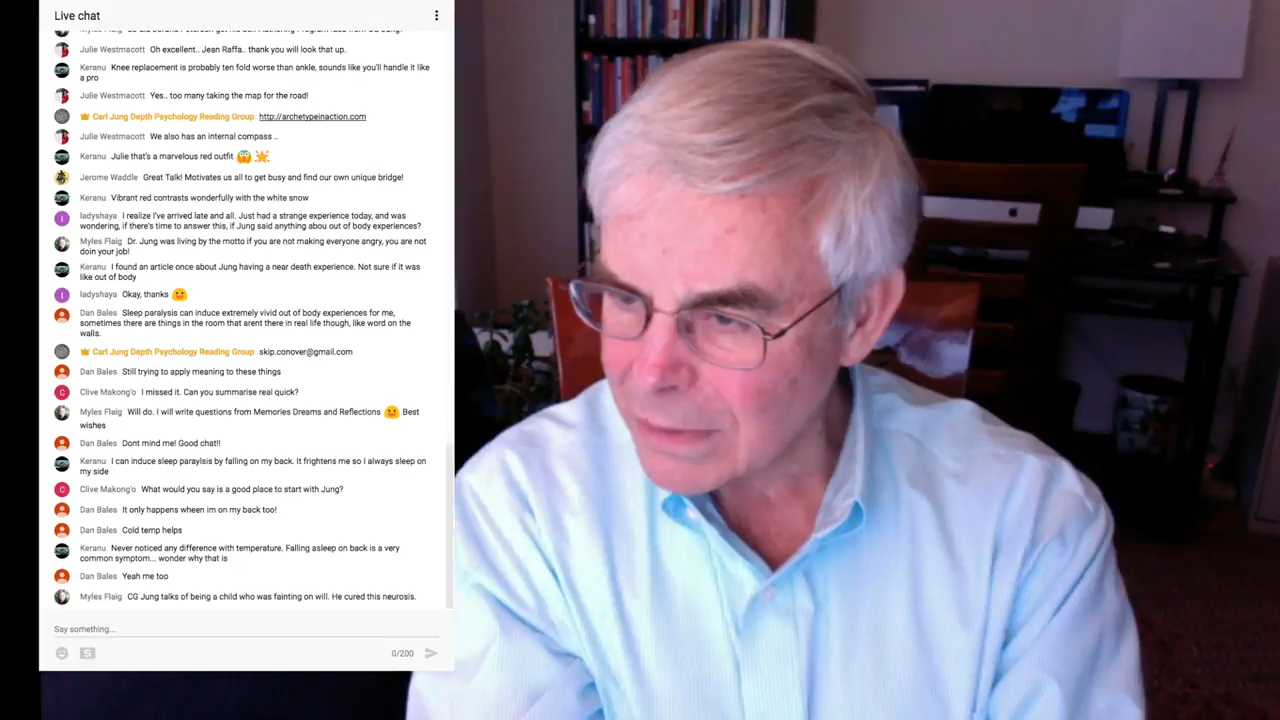 Live chat
Julie Westmacott Oh excellent.. Jean Raffa.. thank you will look that up.
Keranu Knee replacement is probably ten fold worse than ankle, sounds like you'll handle it like
a pro
Julie Westmacott Yes.. too many taking the map for the road!
Carl Jung Depth Psychology Reading Group http://archetypeinaction.com
Julie Westmacott We also has an internal compass ..
Keranu Julie that's a marvelous red outfit
Jerome Waddle Great Talk! Motivates us all to get busy and find our own unique bridge!
Keranu Vibrant red contrasts wonderfully with the white snow
l ladyshaya I realize I've arrived late and all. Just had a strange experience today, and was
wondering, if there's time to answer this, if Jung said anything abou out of body experiences?
Myles Flaig Dr. Jung was living by the motto if you are not making everyone angry, you are not
doin your job!
Keranu I found an article once about Jung having a near death experience. Not sure if it was
like out of body
l ladyshaya Okay, thanks
Dan Bales Sleep paralysis can induce extremely vivid out of body experiences for me,
sometimes there are things in the room that arent there in real life though, like word on the
walls.
Carl Jung Depth Psychology Reading Group skip.conover@gmail.com
Dan Bales Still trying to apply meaning to these things
C Clive Makong'o I missed it. Can you summarise real quick?
Myles Flaig Will do. I will write questions from Memories Dreams and Reflections Best
wishes
Dan Bales Dont mind me! Good chat!!
Keranu I can induce sleep paraylsis by falling on my back. It frightens me so I always sleep on
my side
C Clive Makong'o What would you say is a good place to start with Jung?
Dan Bales It only happens wheen im on my back too!
Dan Bales Cold temp helps
Keranu Never noticed any difference with temperature. Falling asleep on back is a very
common symptom... wonder why that is
Dan Bales Yeah me too
Myles Flaig CG Jung talks of being a child who was fainting on will. He cured this neurosis.
Say something...
$ 0/200